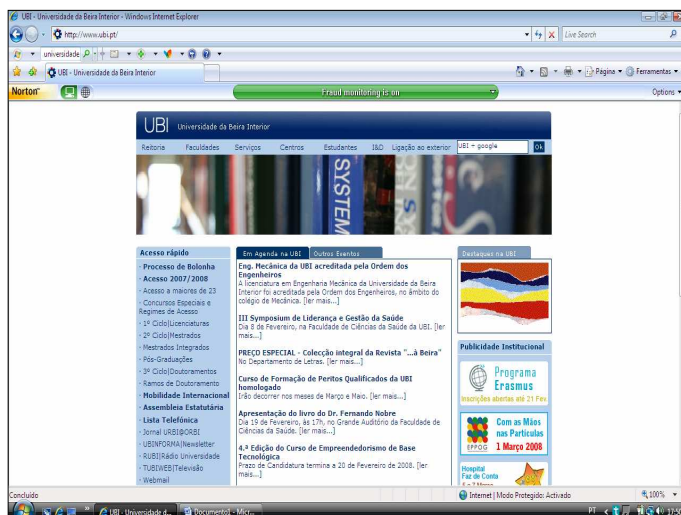 UBI - Universidade da Beira Interior - Windows Internet Explorer
http://www.ubi.pt/
Live Search
universidade
UBI - Universidade da Beira Interior
Página
Ferramentas
Norton
Fraud monitoring is on
Options
UBI Universidade da Beira Interior
Reitoria Faculdades Serviços Centros Estudantes I&D Ligação ao exterior UBI + google Ok
SYSTEM
Acesso rápido
· Processo de Bolonha
· Acesso 2007/2008
· Acesso a maiores de 23
· Concursos Especiais e
Regimes de Acesso
· 1º Ciclo|Licenciaturas
· 2º Ciclo|Mestrados
· Mestrados Integrados
· Pós-Graduações
· 3º Ciclo|Doutoramentos
· Ramos de Doutoramento
· Mobilidade Internacional
· Assembleia Estatutária
· Lista Telefónica
· Jornal URBI@ORBI
· UBINFORMA|Newsletter
· RUBI|Rádio Universidade
· TUBIWEB|Televisão
· Webmail
Em Agenda na UBI Outros Eventos
Eng. Mecânica da UBI acreditada pela Ordem dos
Engenheiros
A licenciatura em Engenharia Mecânica da Universidade da Beira
Interior foi acreditada pela Ordem dos Engenheiros, no âmbito do
colégio de Mecânica. [ler mais...]
III Symposium de Liderança e Gestão da Saúde
Dia 8 de Fevereiro, na Faculdade de Ciências da Saúde da UBI. [ler
mais...]
PREÇO ESPECIAL - Colecção integral da Revista "...à Beira"
No Departamento de Letras. [ler mais...]
Curso de Formação de Peritos Qualificados da UBI
homologado
Irão decorrer nos meses de Março e Maio. [ler mais...]
Apresentação do livro do Dr. Fernando Nobre
Dia 19 de Fevereiro, às 17h, no Grande Auditório da Faculdade de
Ciências da Saúde. [ler mais...]
4.ª Edição do Curso de Empreendedorismo de Base
Tecnológica
Prazo de Candidatura termina a 20 de Fevereiro de 2008. [ler
mais...]
Destaques na UBI
Publicidade Institucional
Programa
Erasmus
Inscrições abertas até 21 Fev
Com as Mãos
nas Partículas
EPPOG 1 Março 2008
Hospital
Faz de Conta
Concluído
Internet | Modo Protegido: Activado
100%
UBI - Universidade d...
Documento1 - Micr...
PT
17:50